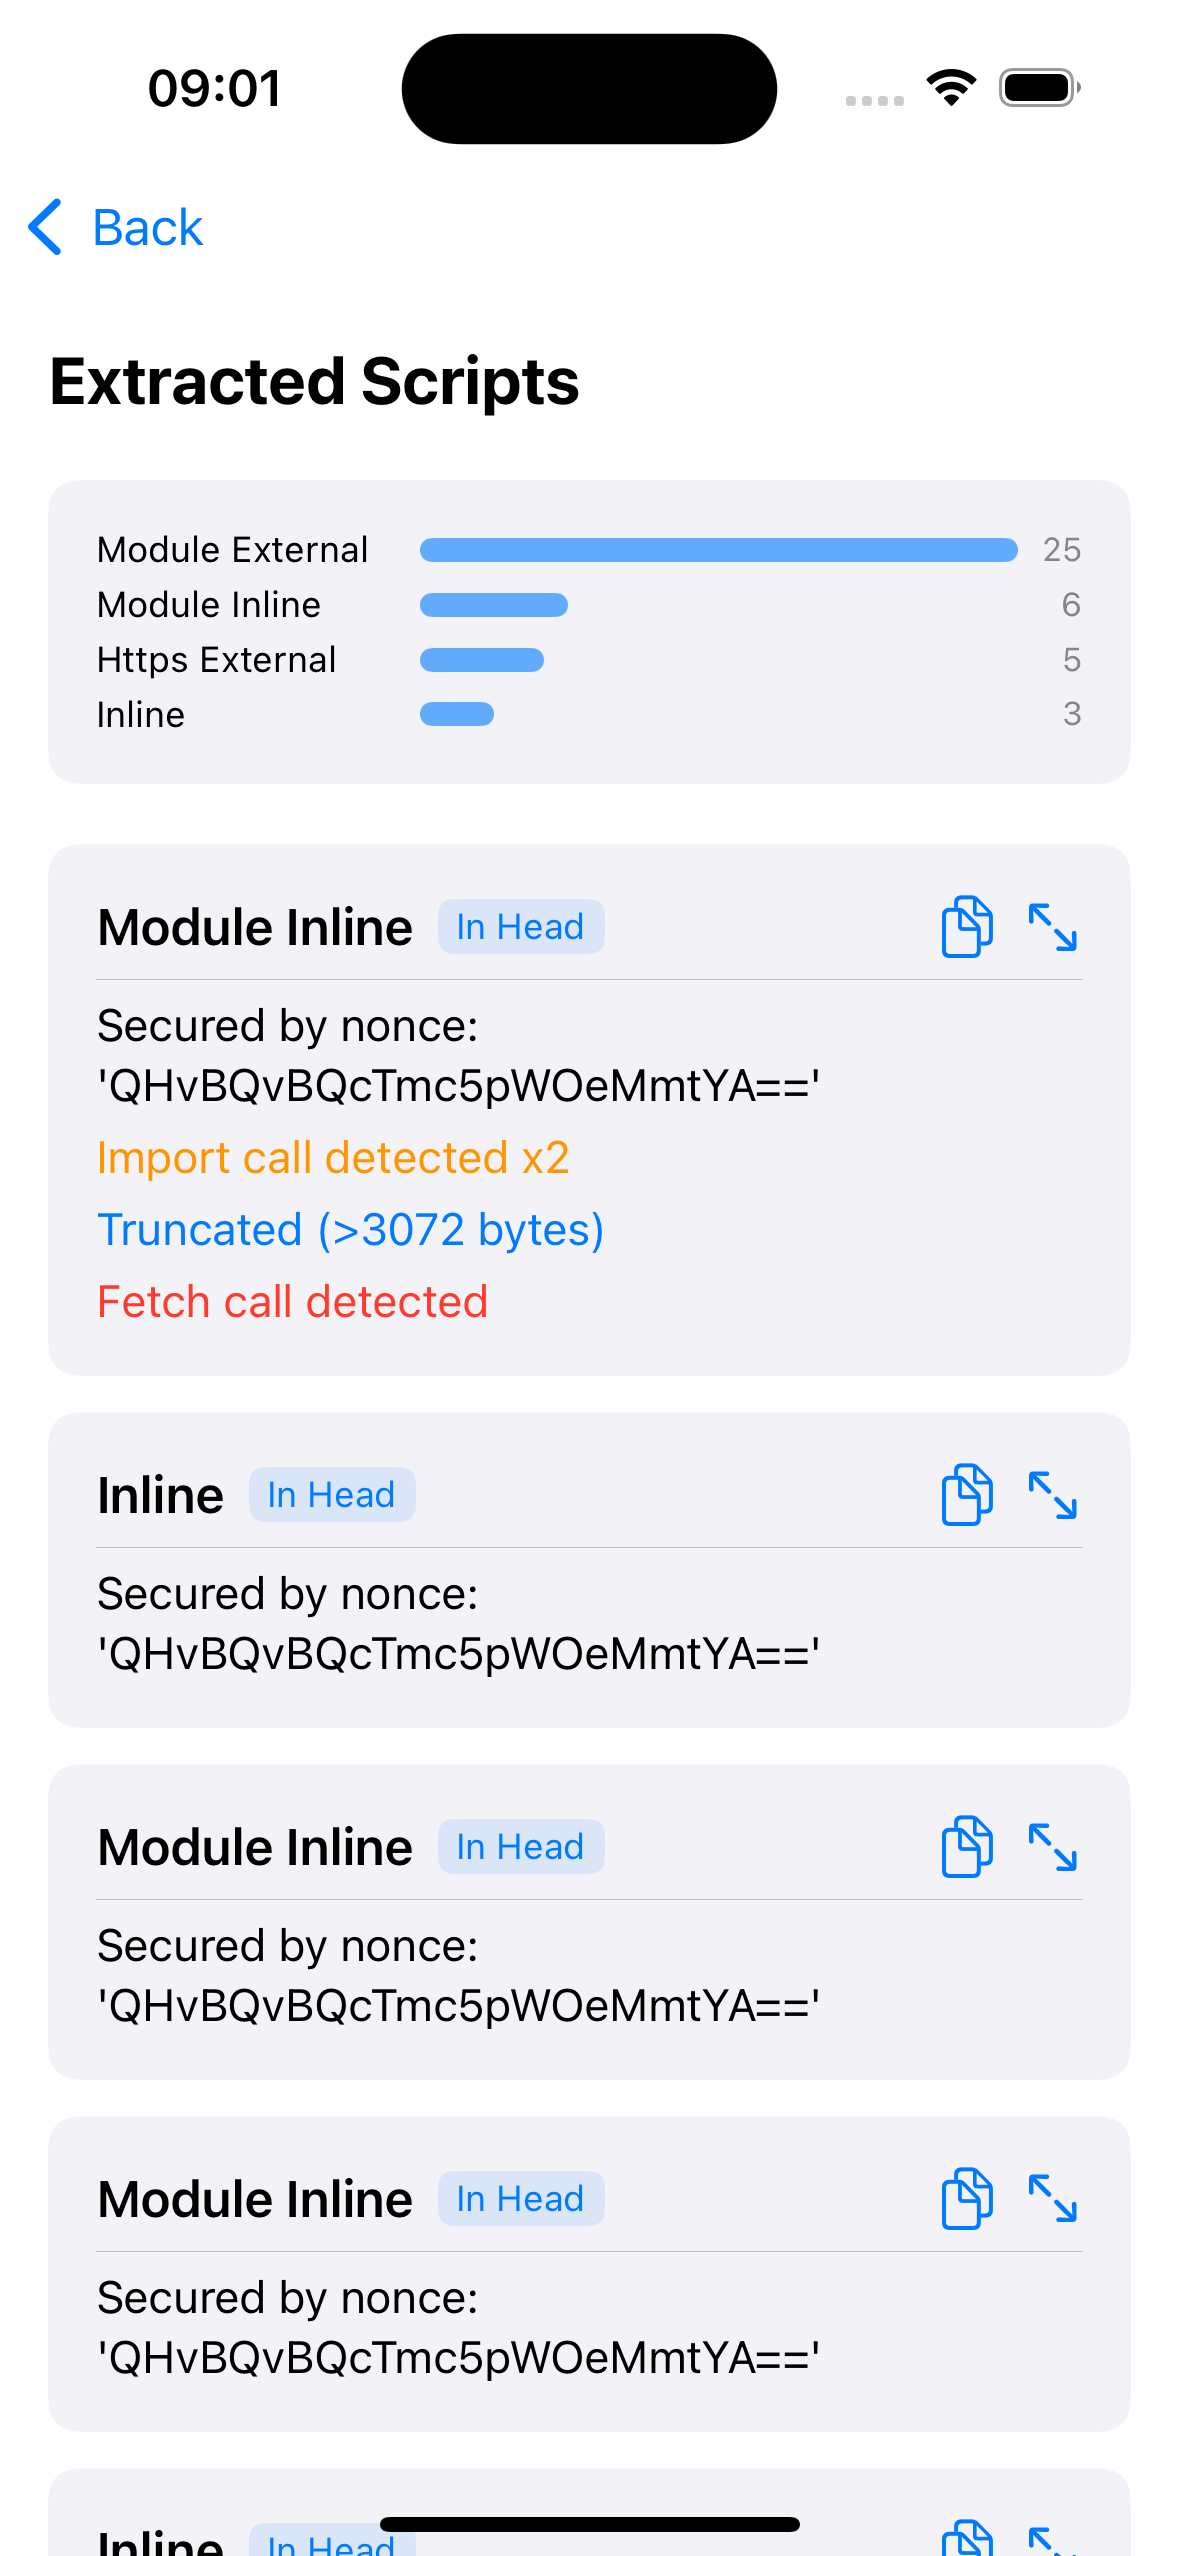 09:01
Back
Extracted Scripts
Module External 25
Module Inline 6
Https External 5
Inline 3
Module Inline In Head
Secured by nonce:
'QHvBQvBQcTmc5pWOeMmtYA=='
Import call detected x2
Truncated (>3072 bytes)
Fetch call detected
Inline In Head
Secured by nonce:
'QHvBQvBQcTmc5pWOeMmtYA=='
Module Inline In Head
Secured by nonce:
'QHvBQvBQcTmc5pWOeMmtYA=='
Module Inline In Head
Secured by nonce:
'QHvBQvBQcTmc5pWOeMmtYA=='
Inline In Head